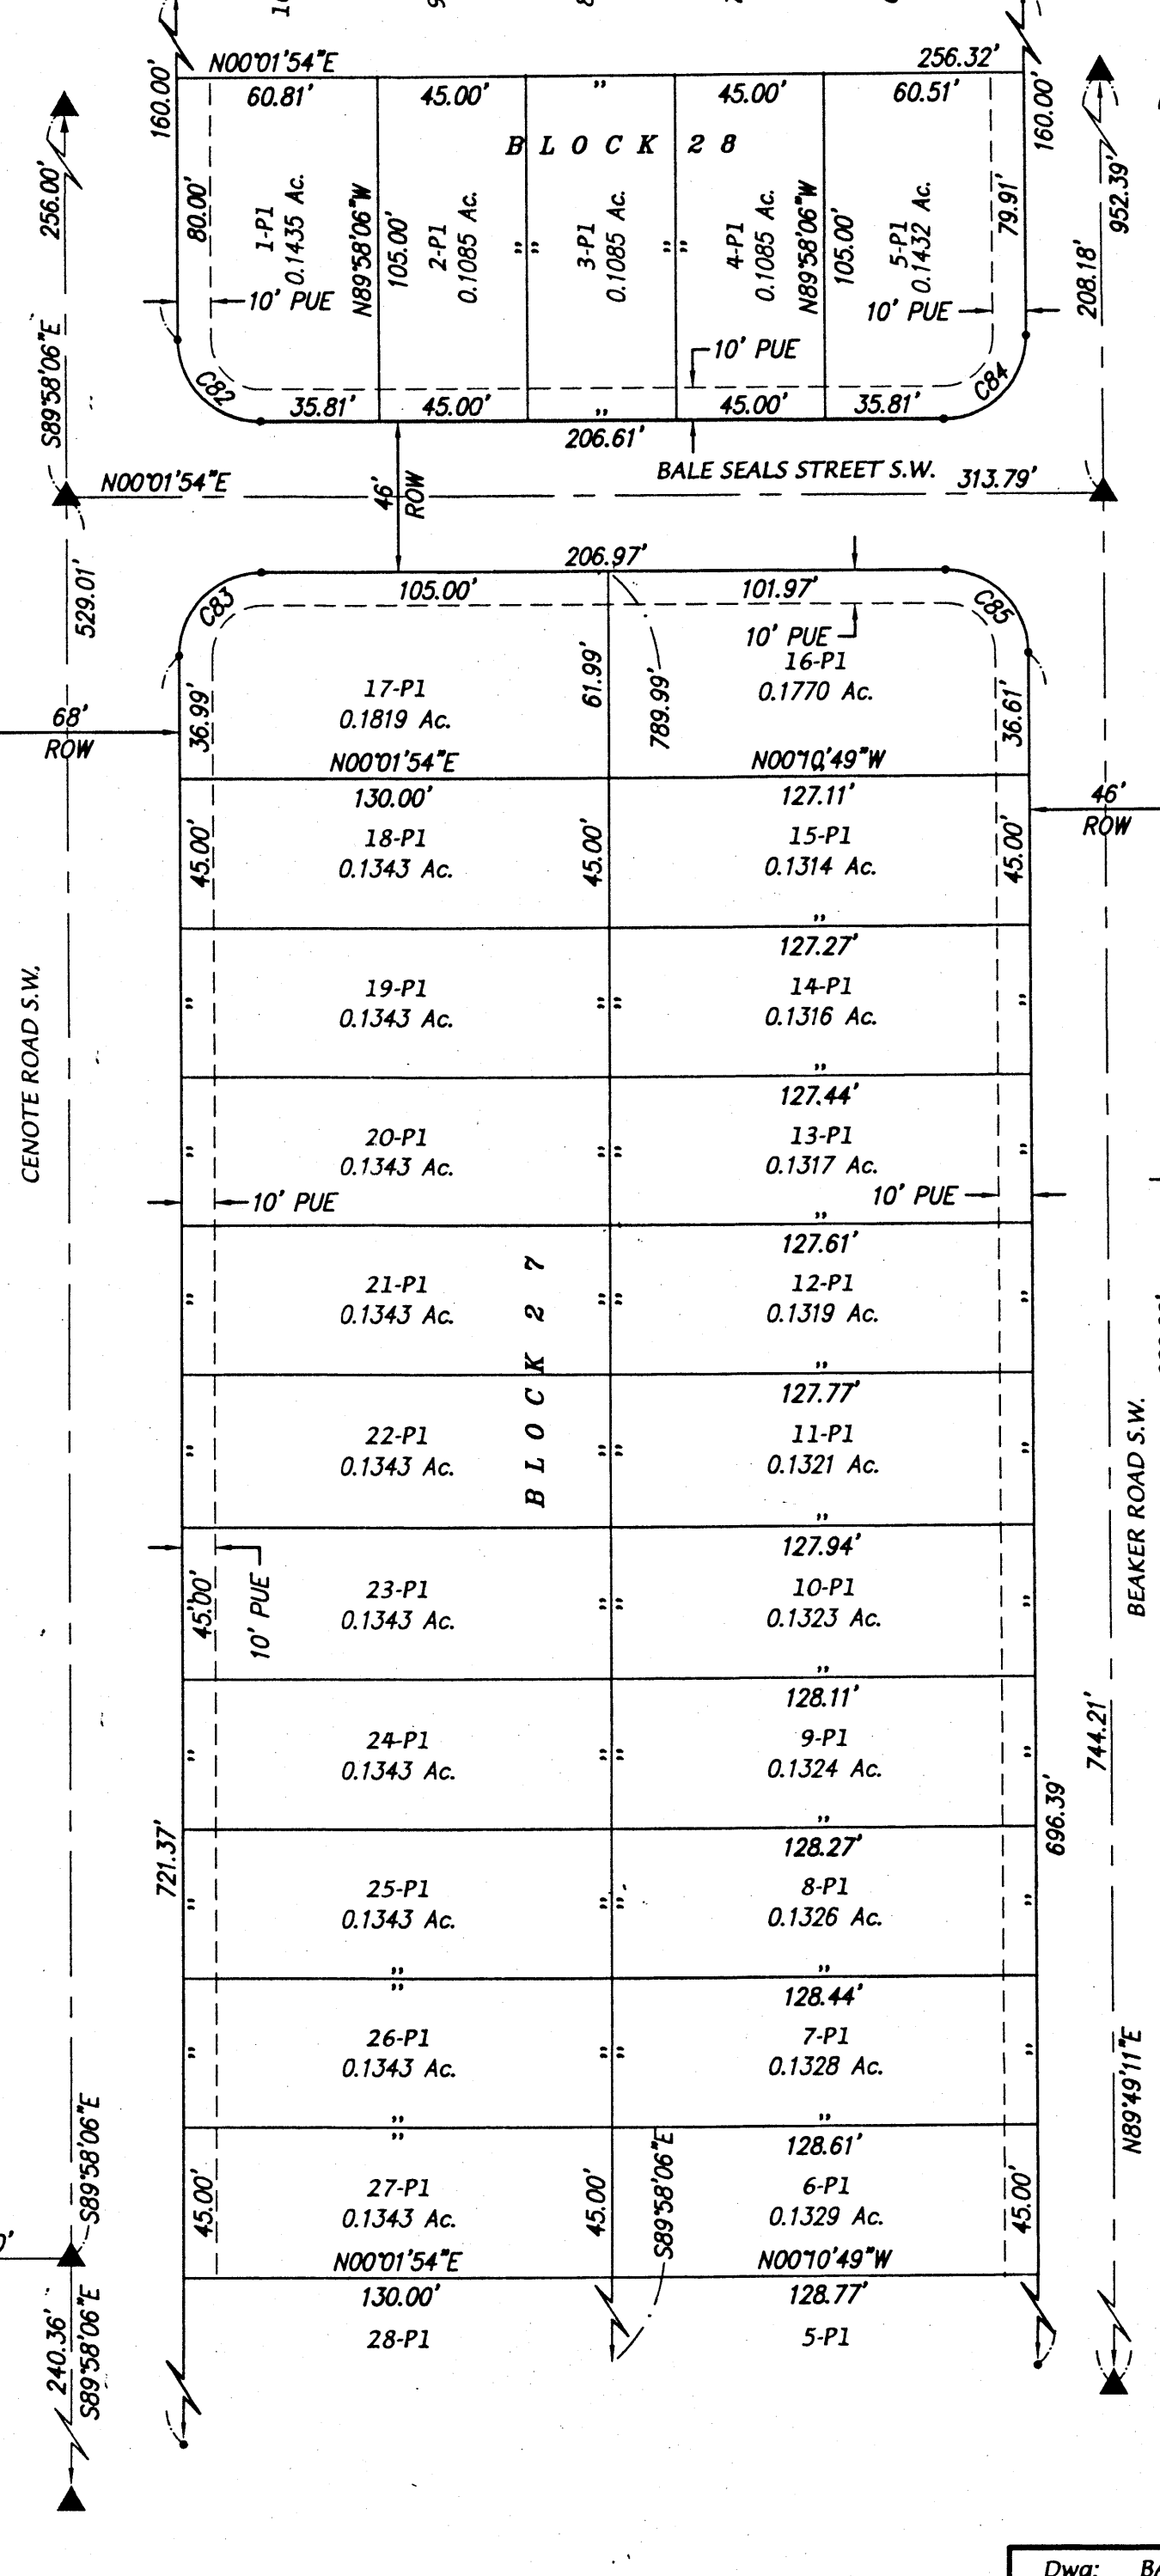 N00°01'54"E
256.32'
160.00'
60.81'
45.00'
"
45.00'
60.51'
160.00'
BLOCK 28
256.00'
80.00'
1-P1
0.1435 Ac.
N89°58'06"W
105.00'
2-P1
0.1085 Ac.
" "
3-P1
0.1085 Ac.
" "
4-P1
0.1085 Ac.
N89°58'06"W
105.00'
5-P1
0.1432 Ac.
79.91'
208.18'
952.39'
10' PUE
10' PUE
10' PUE
S89°58'06"E
C82
35.81'
45.00'
"
45.00'
35.81'
C84
206.61'
N00°01'54"E
46'
ROW
BALE SEALS STREET S.W.
313.79'
529.01'
206.97'
C83
105.00'
101.97'
C85
10' PUE
36.99'
17-P1
0.1819 Ac.
61.99'
789.99'
16-P1
0.1770 Ac.
36.61'
68'
ROW
N00°01'54"E
N00°10'49"W
130.00'
127.11'
46'
ROW
45.00'
18-P1
0.1343 Ac.
45.00'
15-P1
0.1314 Ac.
45.00'
"
127.27'
CENOTE ROAD S.W.
"
19-P1
0.1343 Ac.
" "
14-P1
0.1316 Ac.
"
"
127.44'
"
20-P1
0.1343 Ac.
" "
13-P1
0.1317 Ac.
"
10' PUE
10' PUE
"
127.61'
"
21-P1
0.1343 Ac.
BLOCK 27
" "
12-P1
0.1319 Ac.
"
"
127.77'
"
22-P1
0.1343 Ac.
" "
11-P1
0.1321 Ac.
"
BEAKER ROAD S.W.
"
127.94'
45.00'
10' PUE
23-P1
0.1343 Ac.
" "
10-P1
0.1323 Ac.
"
"
128.11'
"
24-P1
0.1343 Ac.
" "
9-P1
0.1324 Ac.
"
744.21'
"
128.27'
721.37'
696.39'
"
25-P1
0.1343 Ac.
" "
8-P1
0.1326 Ac.
"
"
"
"
128.44'
"
26-P1
0.1343 Ac.
" "
7-P1
0.1328 Ac.
"
"
"
"
128.61'
S89°58'06"E
S89°58'06"E
N89°49'11"E
45.00'
27-P1
0.1343 Ac.
45.00'
6-P1
0.1329 Ac.
45.00'
N00°01'54"E
N00°10'49"W
130.00'
128.77'
240.36'
S89°58'06"E
28-P1
5-P1
Dwg: